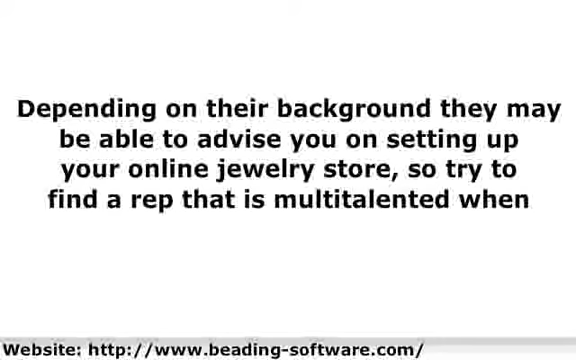 Depending on their background they may
be able to advise you on setting up
your online jewelry store, so try to
find a rep that is multitalented when
Website: http://www.beading-software.com/